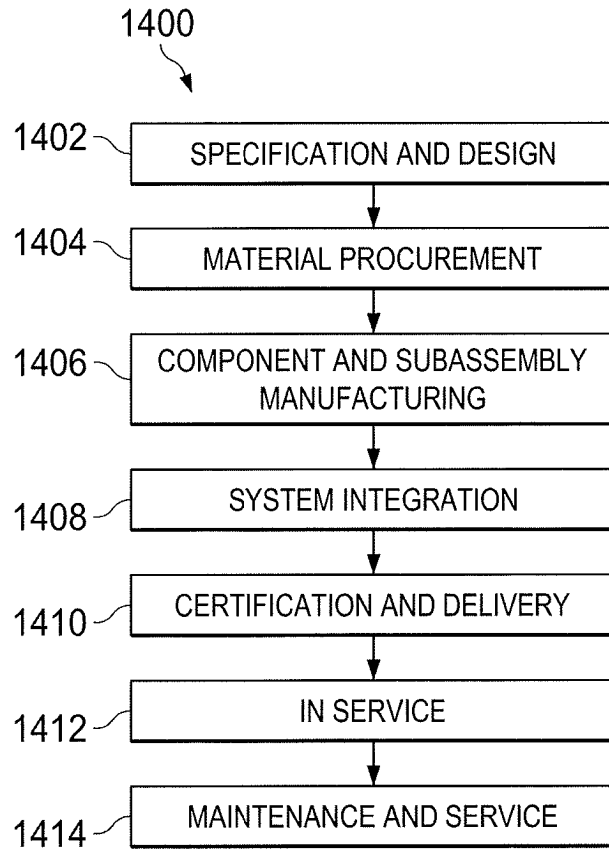 1400
1402
SPECIFICATION AND DESIGN
1404
MATERIAL PROCUREMENT
1406
COMPONENT AND SUBASSEMBLY
MANUFACTURING
1408
SYSTEM INTEGRATION
1410
CERTIFICATION AND DELIVERY
1412
IN SERVICE
1414
MAINTENANCE AND SERVICE